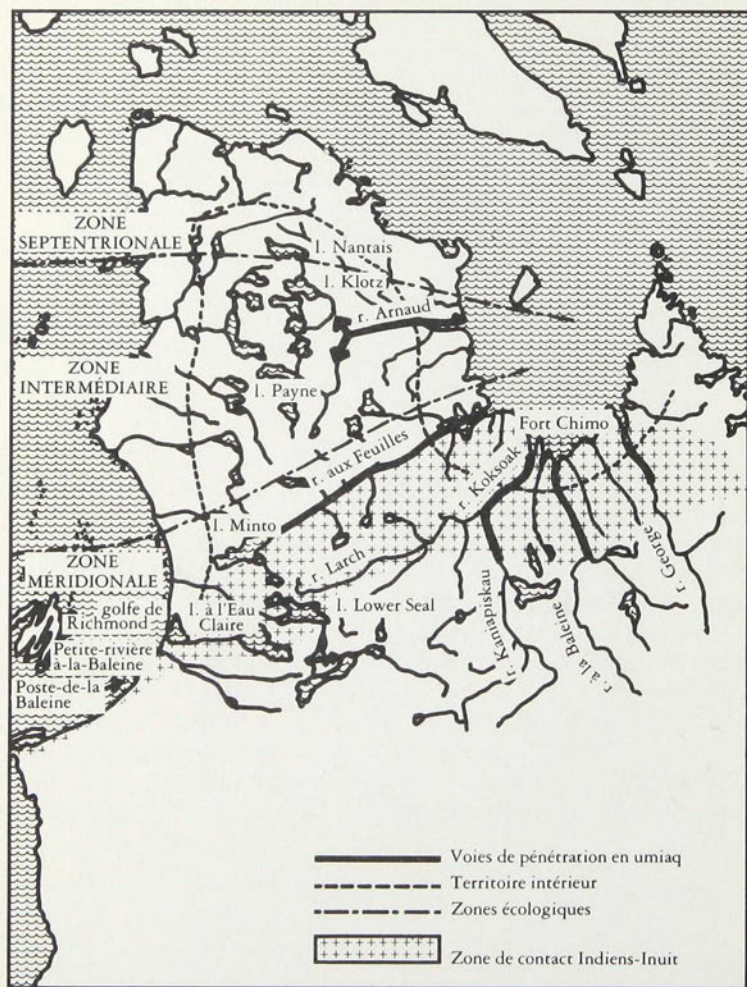 ZONE
SEPTENTRIONALE
l. Nantais
l. Klotz
r. Arnaud
ZONE
INTERMÉDIAIRE
l. Payne
r. aux Feuilles
Fort Chimo
r. Koksoak
l. Minto
r. George
ZONE
MÉRIDIONALE
r. Larch
golfe de
Richmond
l. à l'Eau
Claire
l. Lower Seal
r. Kaniapiskau
r. à la Baleine
Petite-rivière
à-la-Baleine
Poste-de-la
Baleine
Voies de pénétration en umiaq
Territoire intérieur
Zones écologiques
Zone de contact Indiens-Inuit